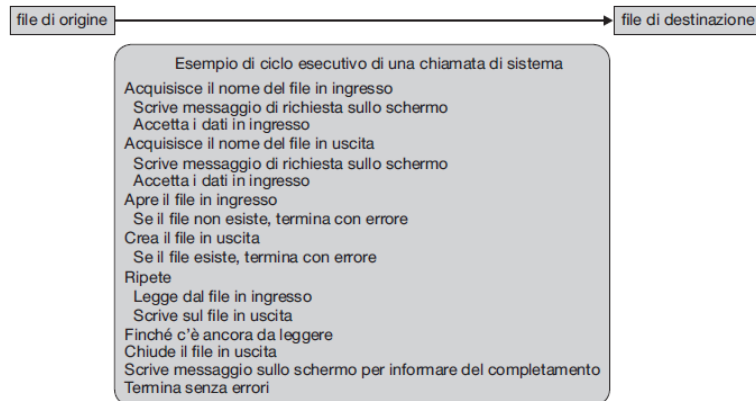 file di origine
file di destinazione
Esempio di ciclo esecutivo di una chiamata di sistema
Acquisisce il nome del file in ingresso
Scrive messaggio di richiesta sullo schermo
Accetta i dati in ingresso
Acquisisce il nome del file in uscita
Scrive messaggio di richiesta sullo schermo
Accetta i dati in ingresso
Apre il file in ingresso
Se il file non esiste, termina con errore
Crea il file in uscita
Se il file esiste, termina con errore
Ripete
Legge dal file in ingresso
Scrive sul file in uscita
Finché c'è ancora da leggere
Chiude il file in uscita
Scrive messaggio sullo schermo per informare del completamento
Termina senza errori